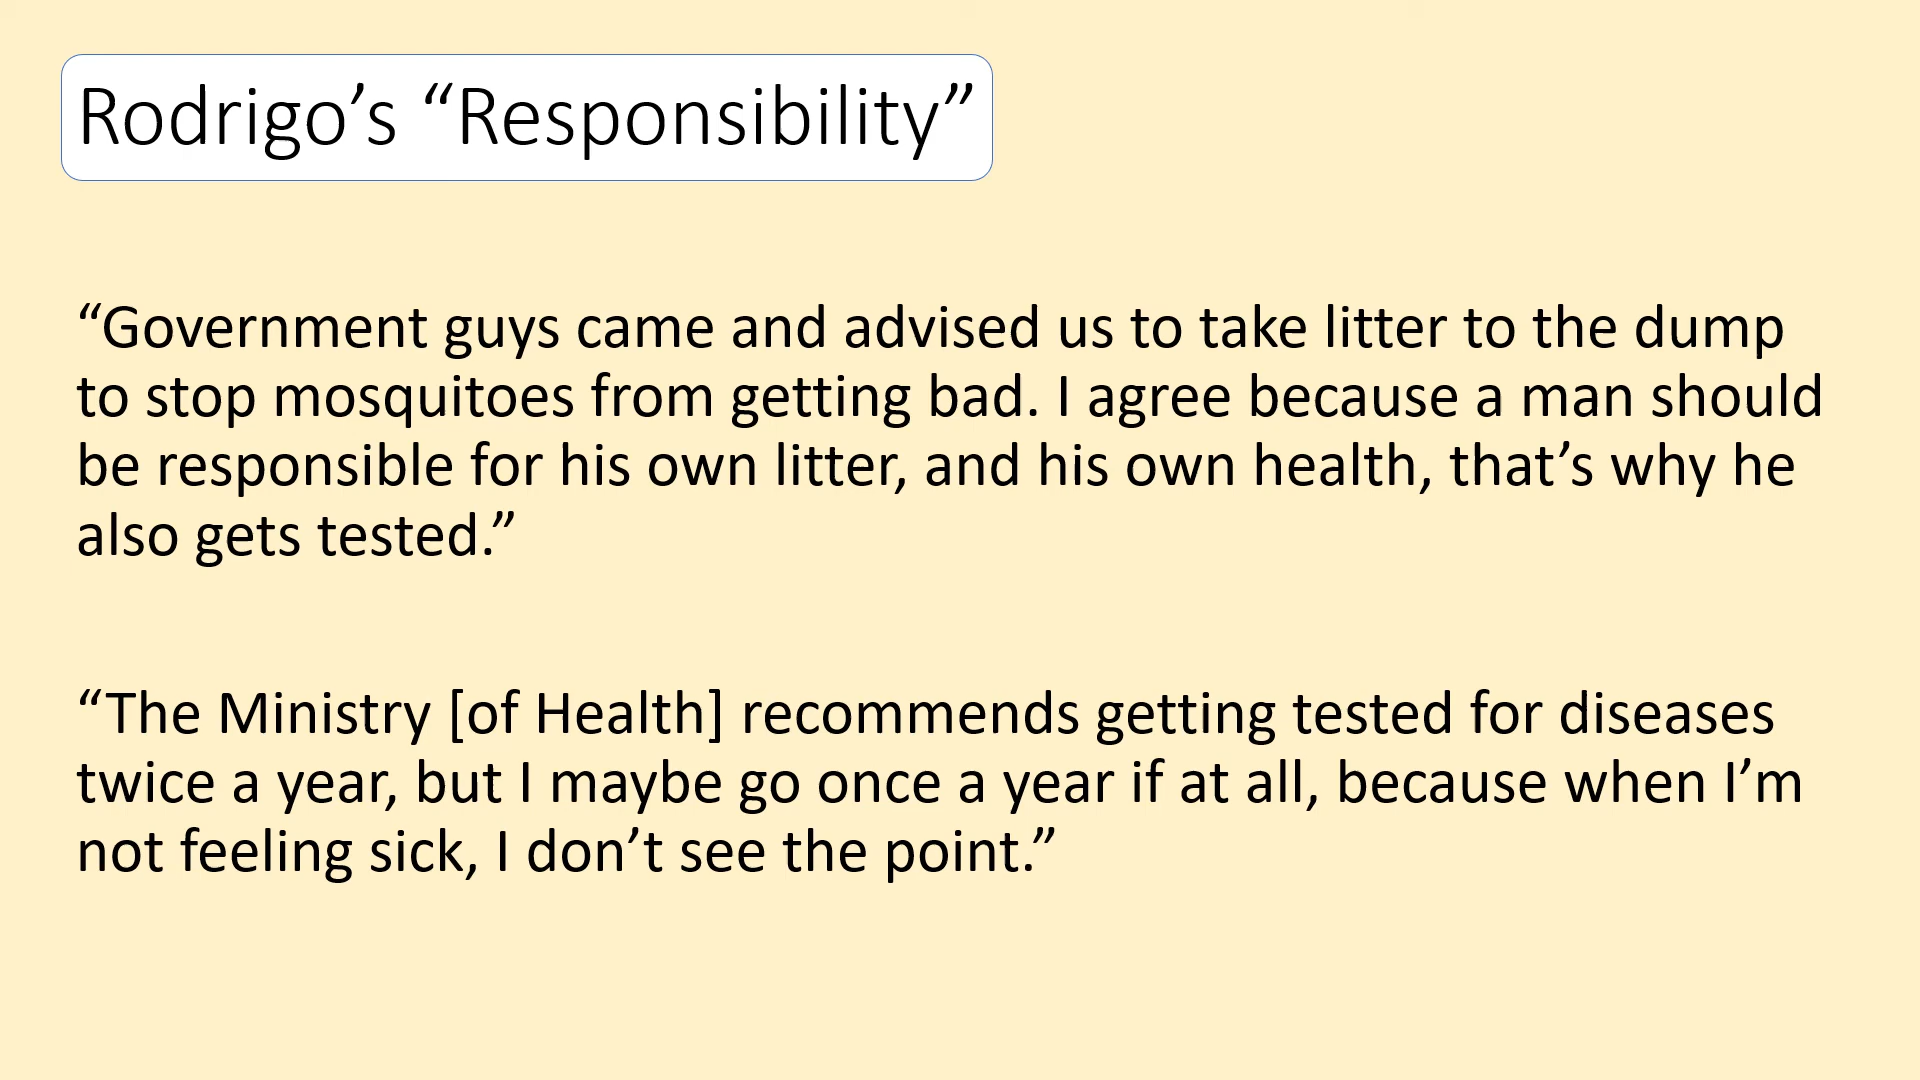 Rodrigo’s “Responsibility”
“Government guys came and advised us to take litter to the dump
to stop mosquitoes from getting bad. I agree because a man should
be responsible for his own litter, and his own health, that’s why he
also gets tested.”
“The Ministry [of Health] recommends getting tested for diseases
twice a year, but I maybe go once a year if at all, because when I’m
not feeling sick, I don’t see the point.”